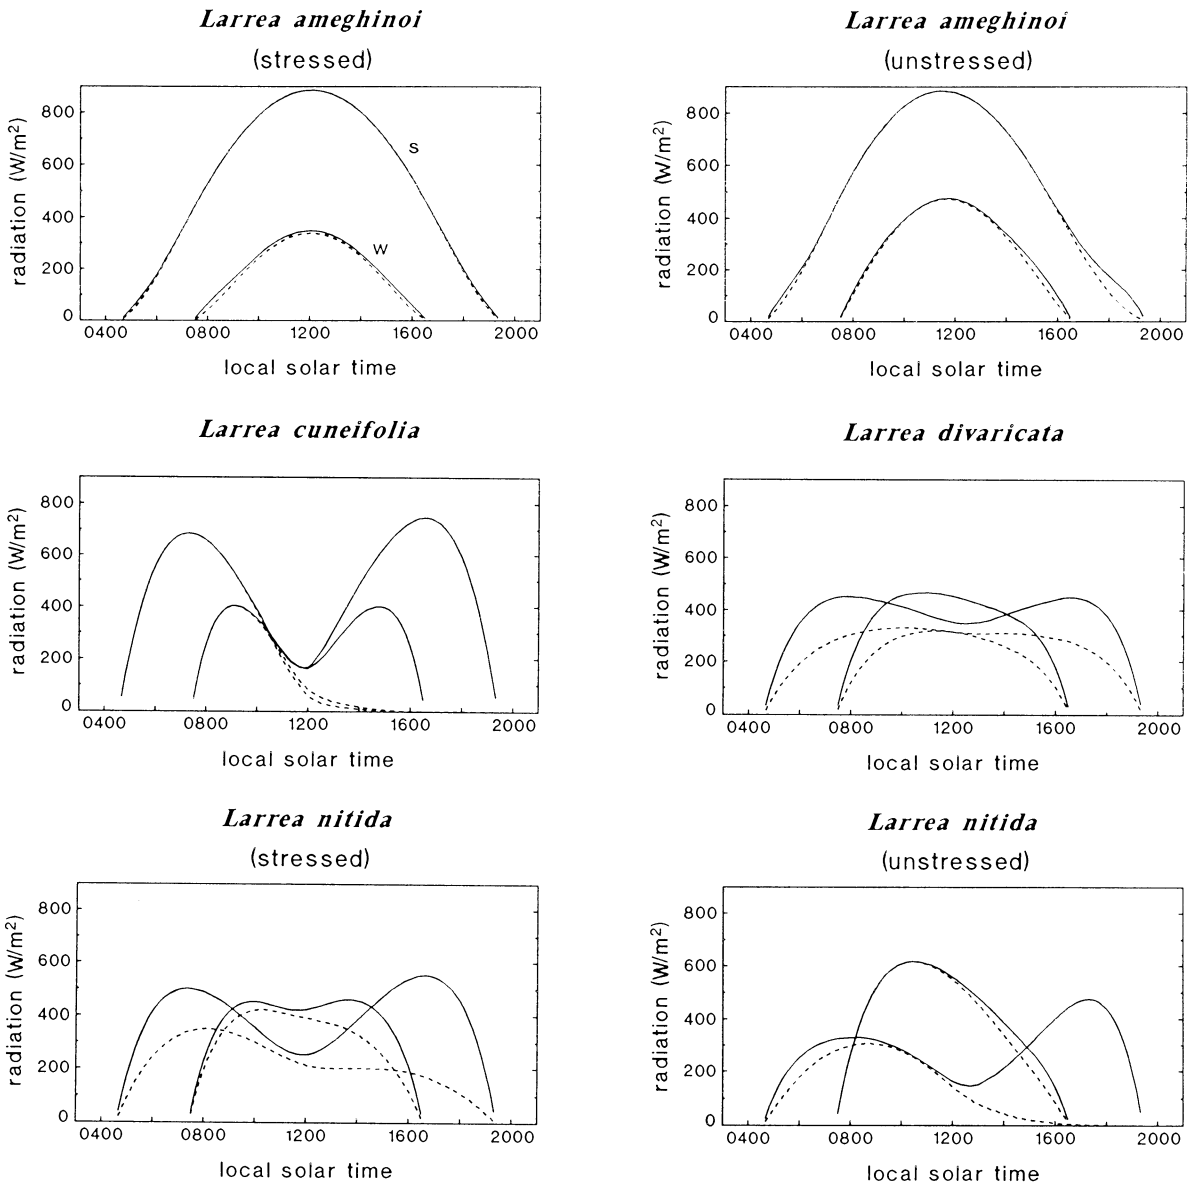 Larrea ameghinoi
(stressed)
radiation (W/m2)
800
600
400
200
0
S
W
0400 0800 1200 1600 2000
local solar time
Larrea ameghinoi
(unstressed)
radiation (W/m2)
800
600
400
200
0
0400 0800 1200 1600 2000
local solar time
Larrea cuneifolia
radiation (W/m2)
800
600
400
200
0
0400 0800 1200 1600 2000
local solar time
Larrea divaricata
radiation (W/m2)
800
600
400
200
0
0400 0800 1200 1600 2000
local solar time
Larrea nitida
(stressed)
radiation (W/m2)
800
600
400
200
0
0400 0800 1200 1600 2000
local solar time
Larrea nitida
(unstressed)
radiation (W/m2)
800
600
400
200
0
0400 0800 1200 1600 2000
local solar time